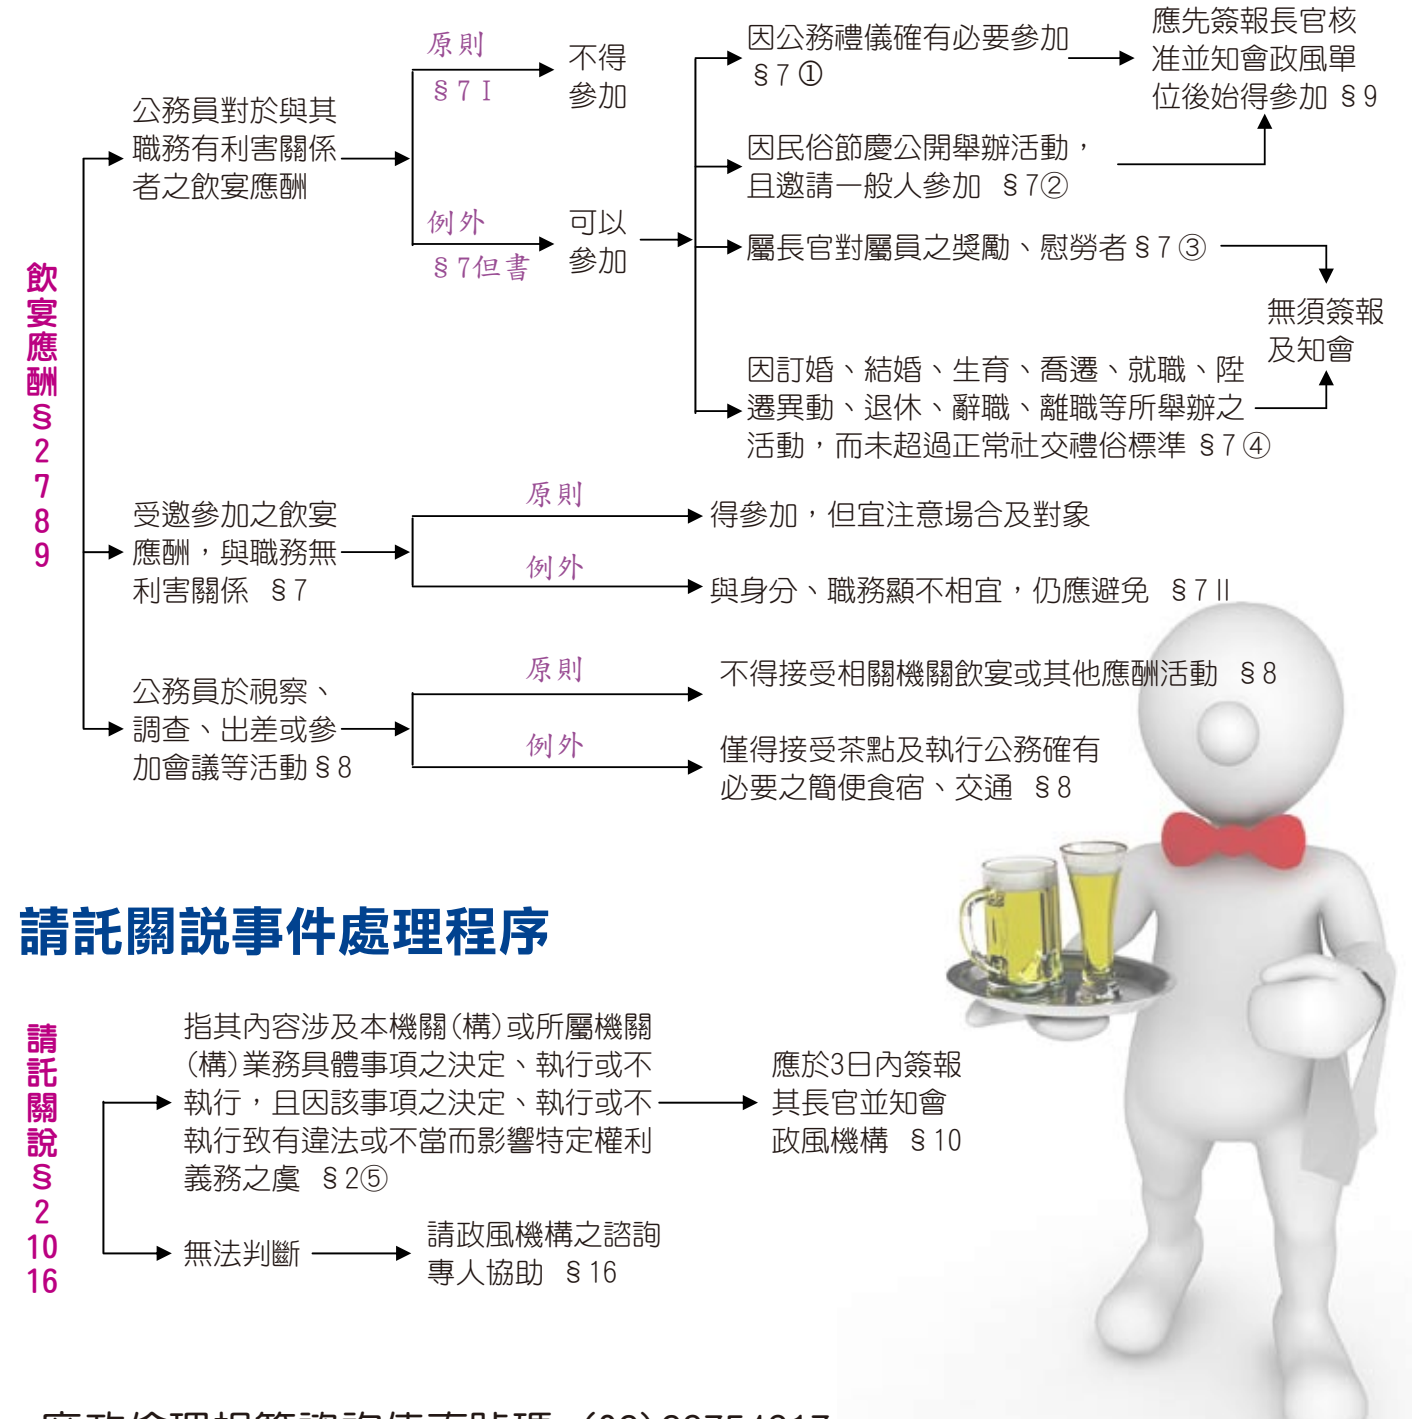 飲宴應酬§2789
公務員對於與其
職務有利害關係
者之飲宴應酬
原則
§7Ⅰ
不得
參加
例外
§7但書
可以
參加
因公務禮儀確有必要參加
§7①
應先簽報長官核
准並知會政風單
位後始得參加 §9
因民俗節慶公開舉辦活動，
且邀請一般人參加 §7②
屬長官對屬員之獎勵、慰勞者§7③
無須簽報
及知會
因訂婚、結婚、生育、喬遷、就職、陞
遷異動、退休、辭職、離職等所舉辦之
活動，而未超過正常社交禮俗標準 §7④
受邀參加之飲宴
應酬，與職務無
利害關係 §7
原則
得參加，但宜注意場合及對象
例外
與身分、職務顯不相宜，仍應避免 §7Ⅱ
公務員於視察、
調查、出差或參
加會議等活動§8
原則
不得接受相關機關飲宴或其他應酬活動 §8
例外
僅得接受茶點及執行公務確有
必要之簡便食宿、交通 §8
請託關説事件處理程序
請託關說§21016
指其內容涉及本機關(構)或所屬機關
(構)業務具體事項之決定、執行或不
執行，且因該事項之決定、執行或不
執行致有違法或不當而影響特定權利
義務之虞 §2⑤
應於3日內簽報
其長官並知會
政風機構 §10
無法判斷
請政風機構之諮詢
專人協助 §16